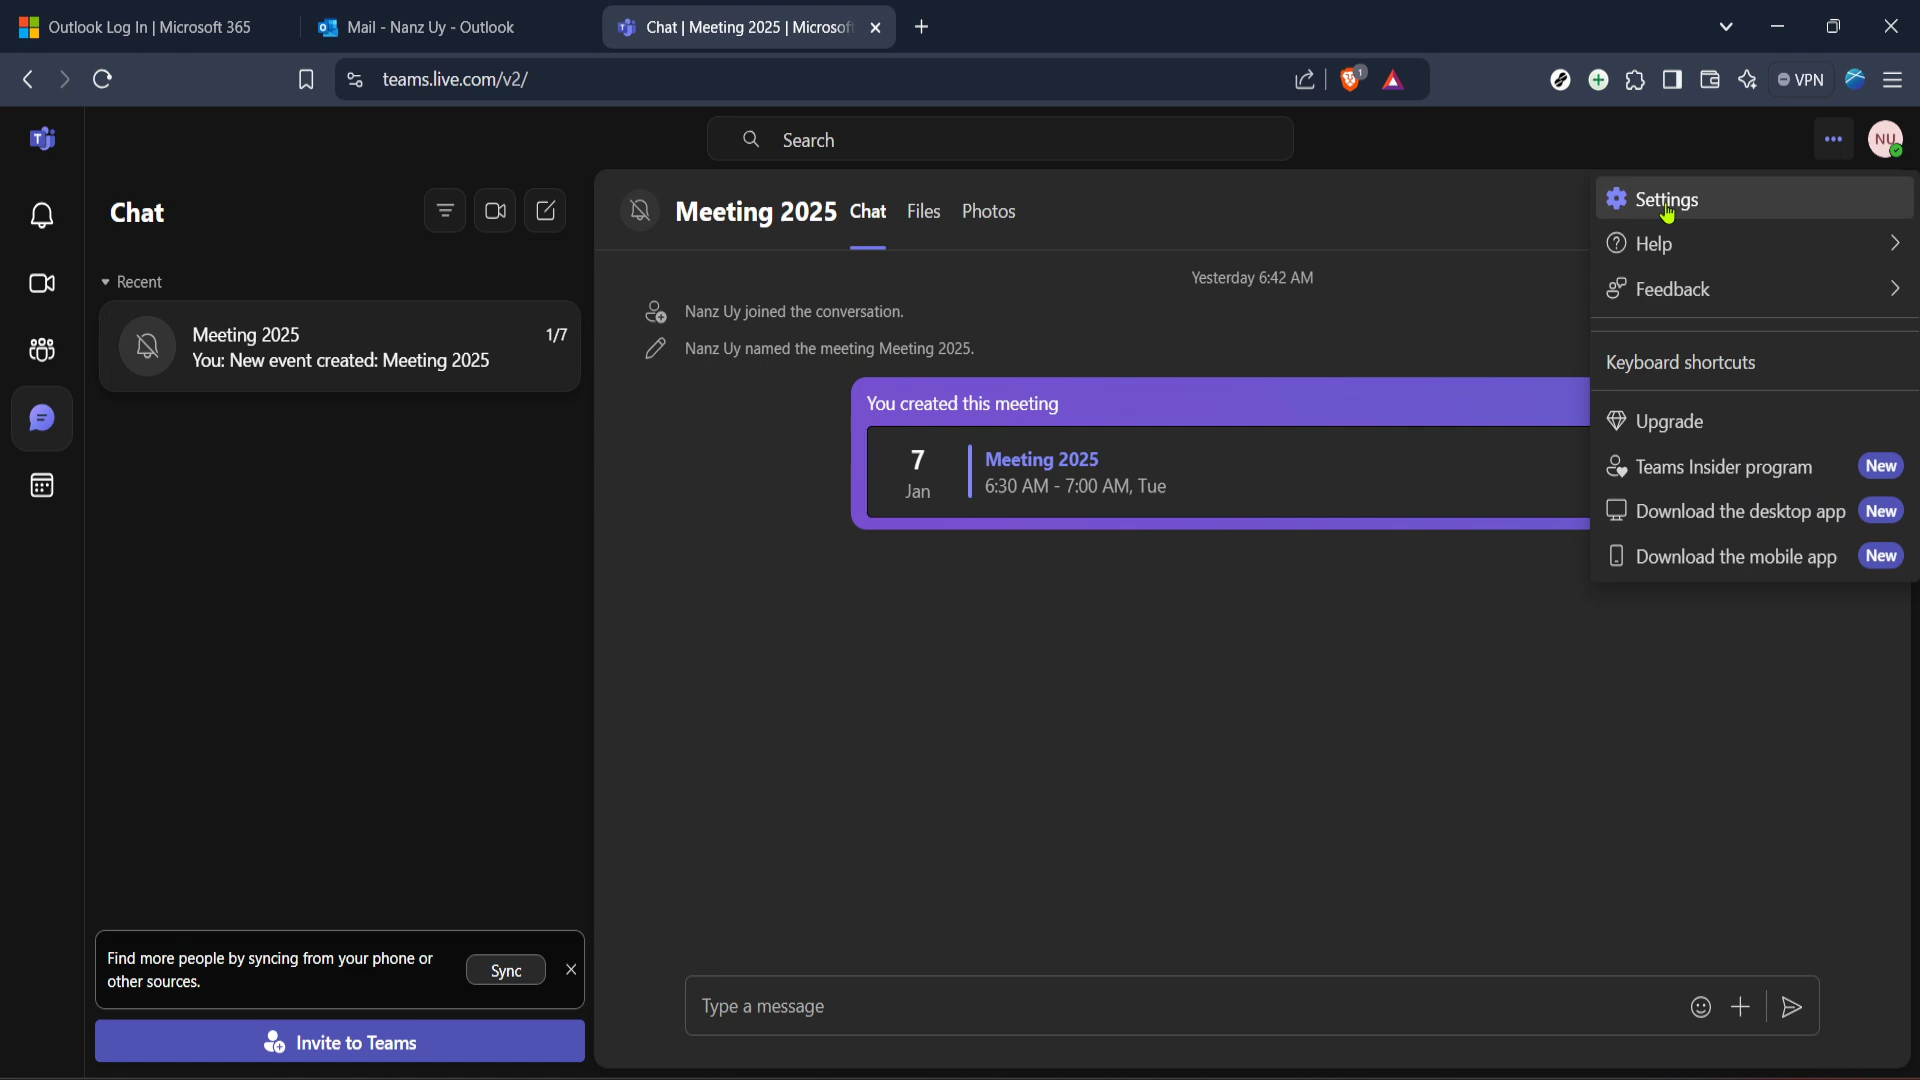 Outlook Log In | Microsoft 365
Mail - Nanz Uy - Outlook
Chat | Meeting 2025 | Microsof
teams.live.com/v2/
1
VPN
Search
NU
Chat
Recent
Meeting 2025
1/7
You: New event created: Meeting 2025
Meeting 2025
Chat
Files
Photos
Yesterday 6:42 AM
Nanz Uy joined the conversation.
Nanz Uy named the meeting Meeting 2025.
You created this meeting
7
Jan
Meeting 2025
6:30 AM - 7:00 AM, Tue
Settings
Help
Feedback
Keyboard shortcuts
Upgrade
Teams Insider program New
Download the desktop app New
Download the mobile app New
Find more people by syncing from your phone or
other sources.
Sync
Invite to Teams
Type a message